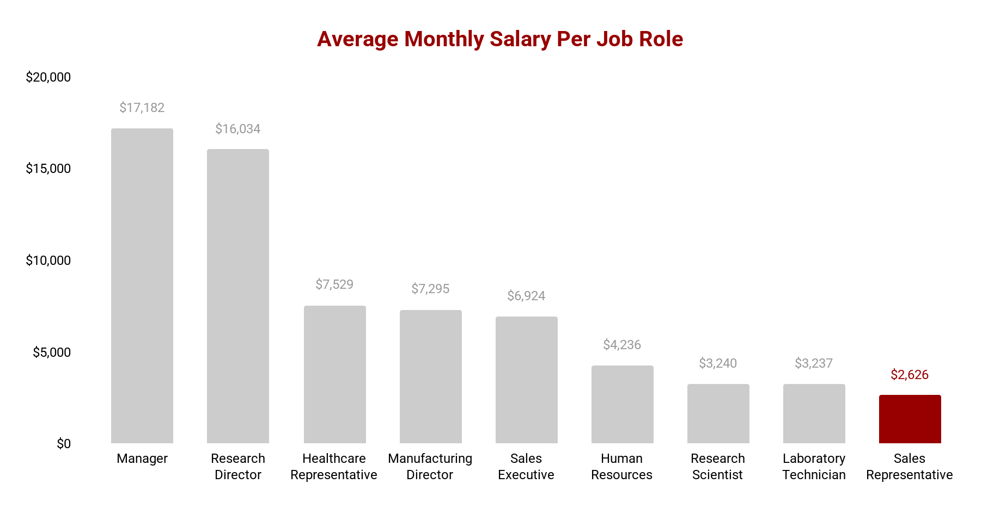 Average Monthly Salary Per Job Role
$20,000
$15,000
$10,000
$5,000
$0
$17,182
$16,034
$7,529
$7,295
$6,924
$4,236
$3,240
$3,237
$2,626
Manager
Research
Director
Healthcare
Representative
Manufacturing
Director
Sales
Executive
Human
Resources
Research
Scientist
Laboratory
Technician
Sales
Representative